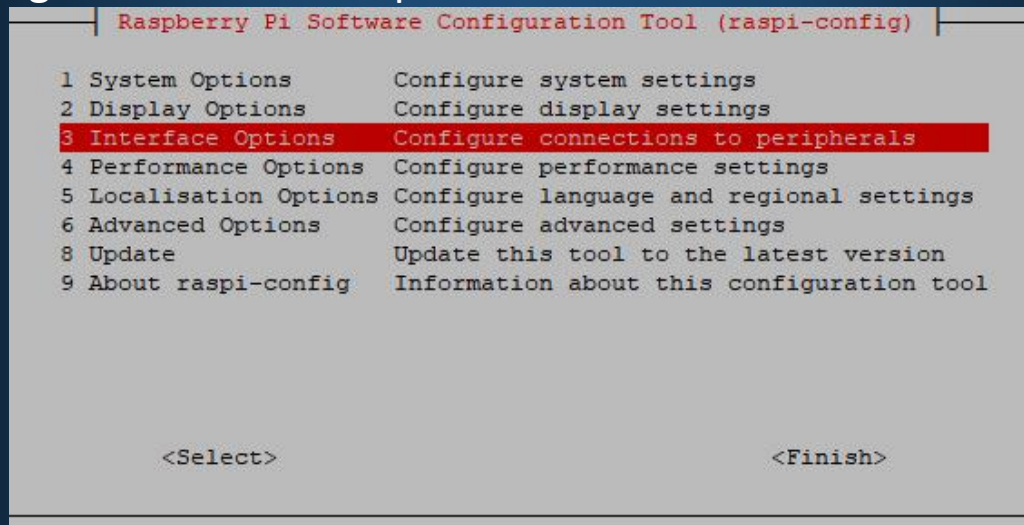 Raspberry Pi Software Configuration Tool (raspi-config)
1 System Options Configure system settings
2 Display Options Configure display settings
3 Interface Options Configure connections to peripherals
4 Performance Options Configure performance settings
5 Localisation Options Configure language and regional settings
6 Advanced Options Configure advanced settings
8 Update Update this tool to the latest version
9 About raspi-config Information about this configuration tool
<Select> <Finish>